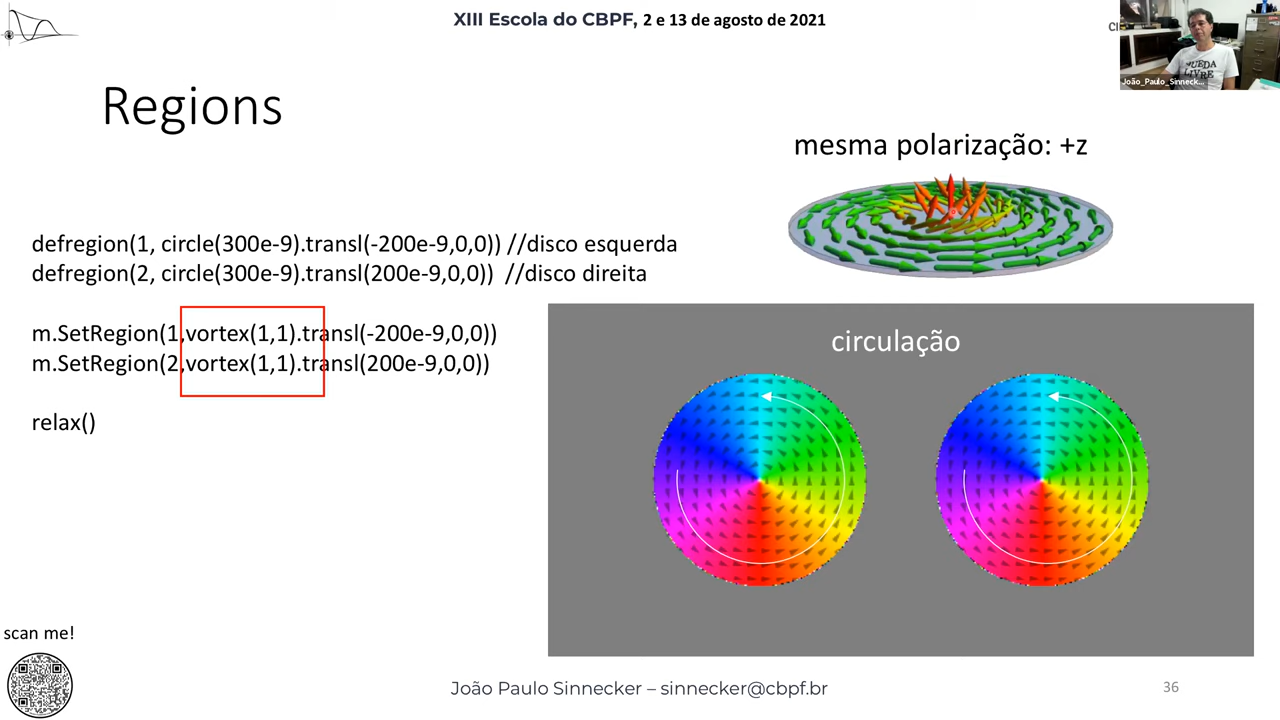 XIII Escola do CBPF, 2 e 13 de agosto de 2021
João_Paulo_Sinneck...
Regions
mesma polarização: +z
defregion(1, circle(300e-9).transl(-200e-9,0,0)) //disco esquerda
defregion(2, circle(300e-9).transl(200e-9,0,0)) //disco direita
m.SetRegion(1,vortex(1,1).transl(-200e-9,0,0))
m.SetRegion(2,vortex(1,1).transl(200e-9,0,0))
relax()
circulação
scan me!
João Paulo Sinnecker – sinnecker@cbpf.br
36